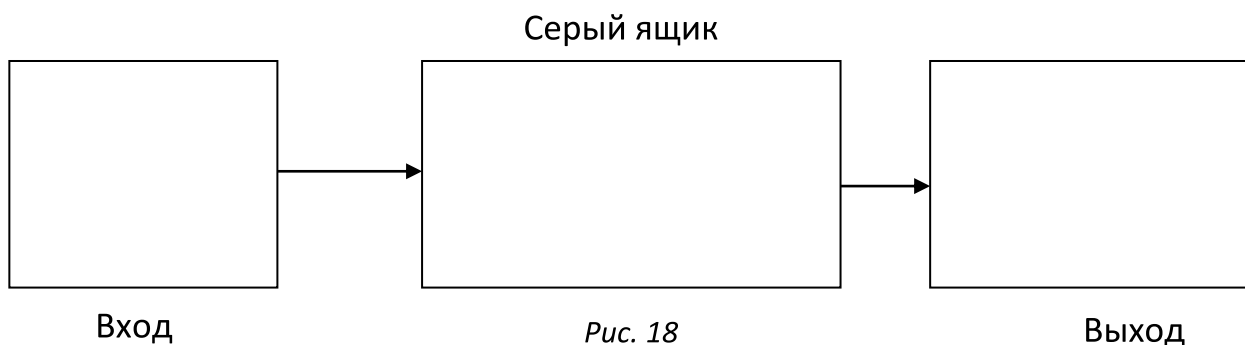 Серый ящик
Вход
Рис. 18
Выход